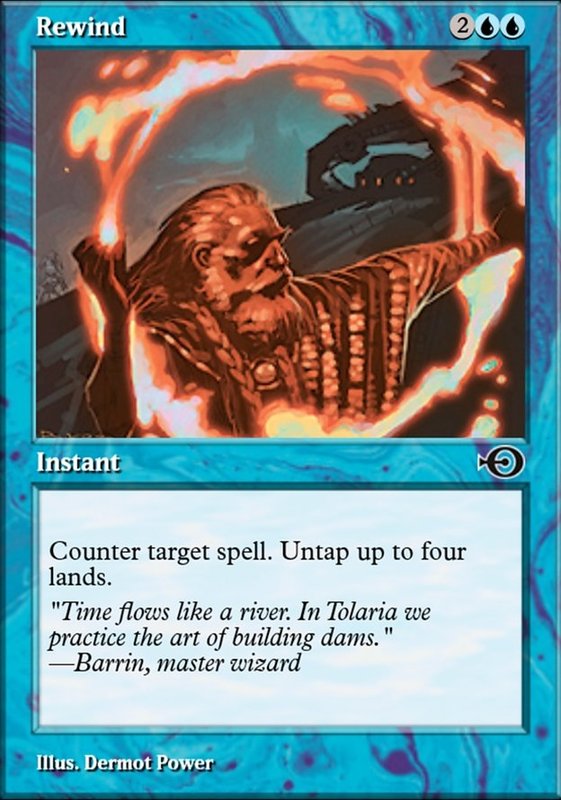 Rewind
2
Instant
Counter target spell. Untap up to four
lands.
"Time flows like a river. In Tolaria we
practice the art of building dams."
—Barrin, master wizard
Illus. Dermot Power